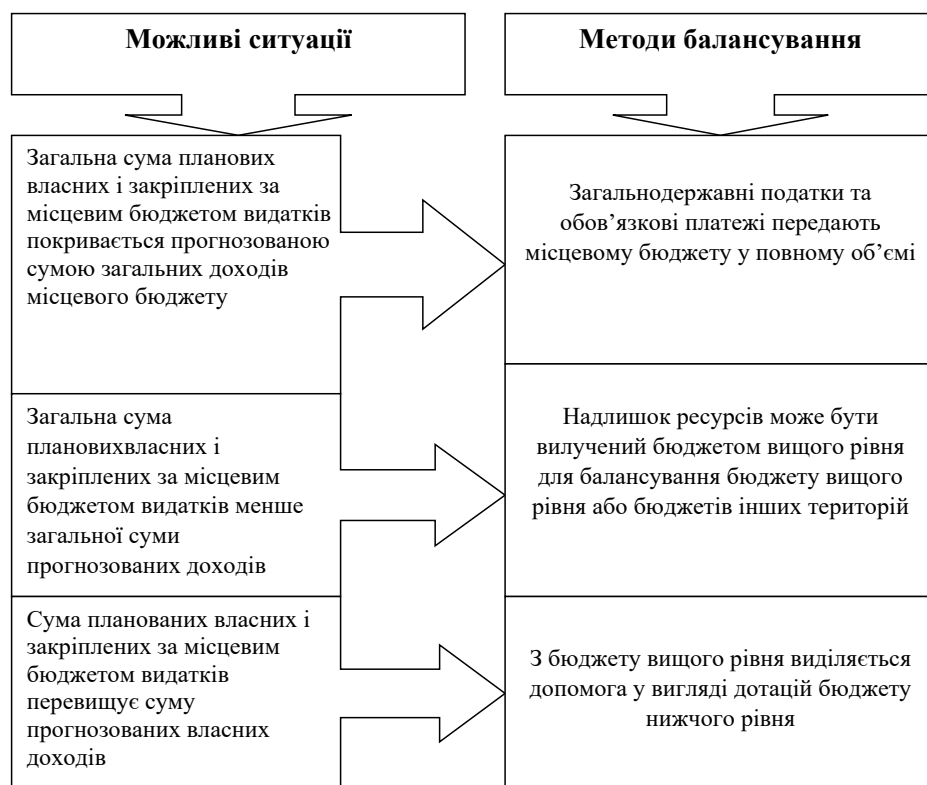 Можливі ситуації
Методи балансування
Загальна сума планових
власних і закріплених за
місцевим бюджетом видатків
покривається прогнозованою
сумою загальних доходів
місцевого бюджету
Загальнодержавні податки та
обов’язкові платежі передають
місцевому бюджету у повному об’ємі
Загальна сума
плановихвласних і
закріплених за місцевим
бюджетом видатків менше
загальної суми
прогнозованих доходів
Надлишок ресурсів може бути
вилучений бюджетом вищого рівня
для балансування бюджету вищого
рівня або бюджетів інших територій
Сума планованих власних і
закріплених за місцевим
бюджетом видатків
перевищує суму
прогнозованих власних
доходів
З бюджету вищого рівня виділяється
допомога у вигляді дотацій бюджету
нижчого рівня